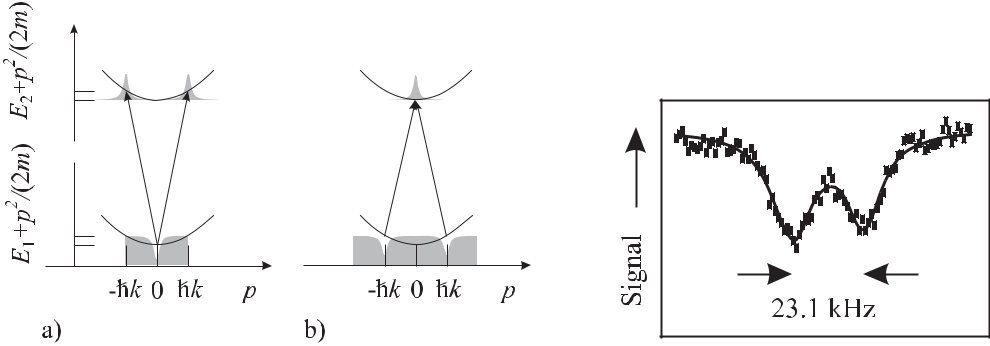 E₂+p²/(2m)
E₁+p²/(2m)
-ħk 0 ħk p
a)
-ħk 0 ħk p
b)
Signal
23.1 kHz